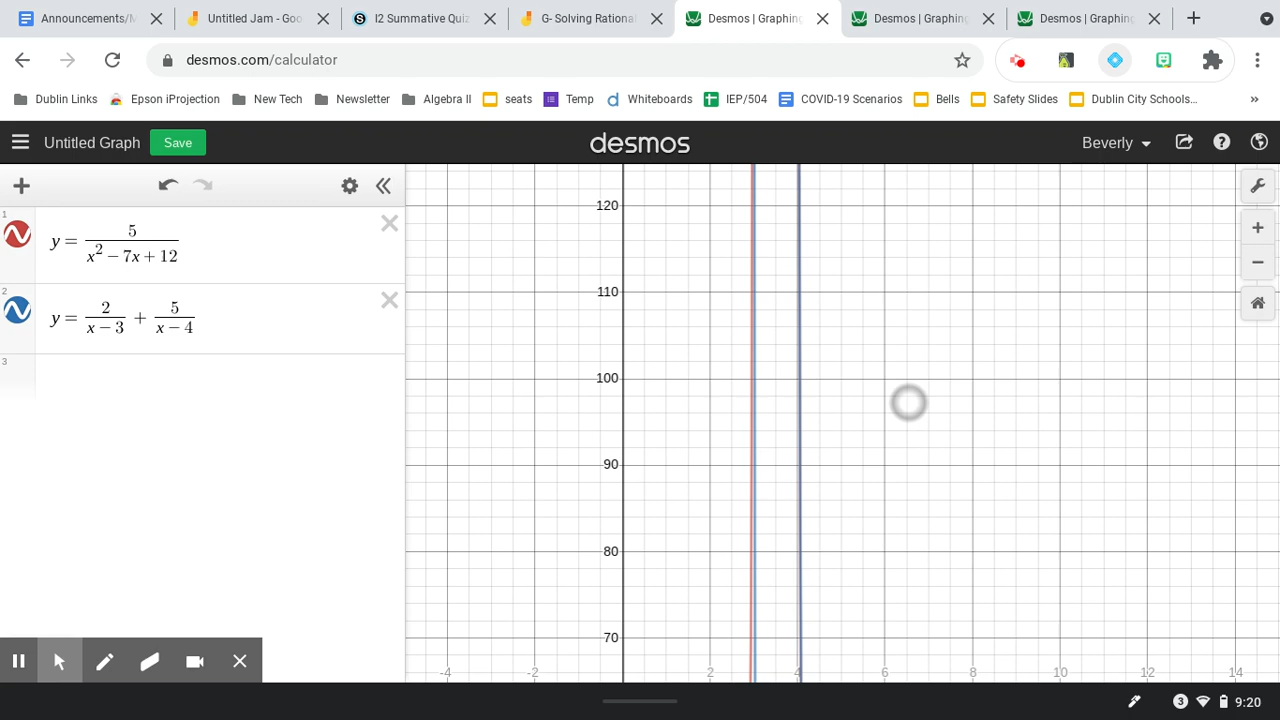 Announcements/M
Untitled Jam - Goo
I2 Summative Quiz
G- Solving Rational
Desmos | Graphing
Desmos | Graphing
Desmos | Graphing
desmos.com/calculator
Dublin Links
Epson iProjection
New Tech
Newsletter
Algebra II
seats
Temp
Whiteboards
IEP/504
COVID-19 Scenarios
Bells
Safety Slides
Dublin City Schools...
»
Untitled Graph
Save
desmos
Beverly
1
y = 5/(x² − 7x + 12)
2
y = 2/(x − 3) + 5/(x − 4)
3
120
110
100
90
80
70
-4 -2 2 4 6 8 10 12 14
3 9:20